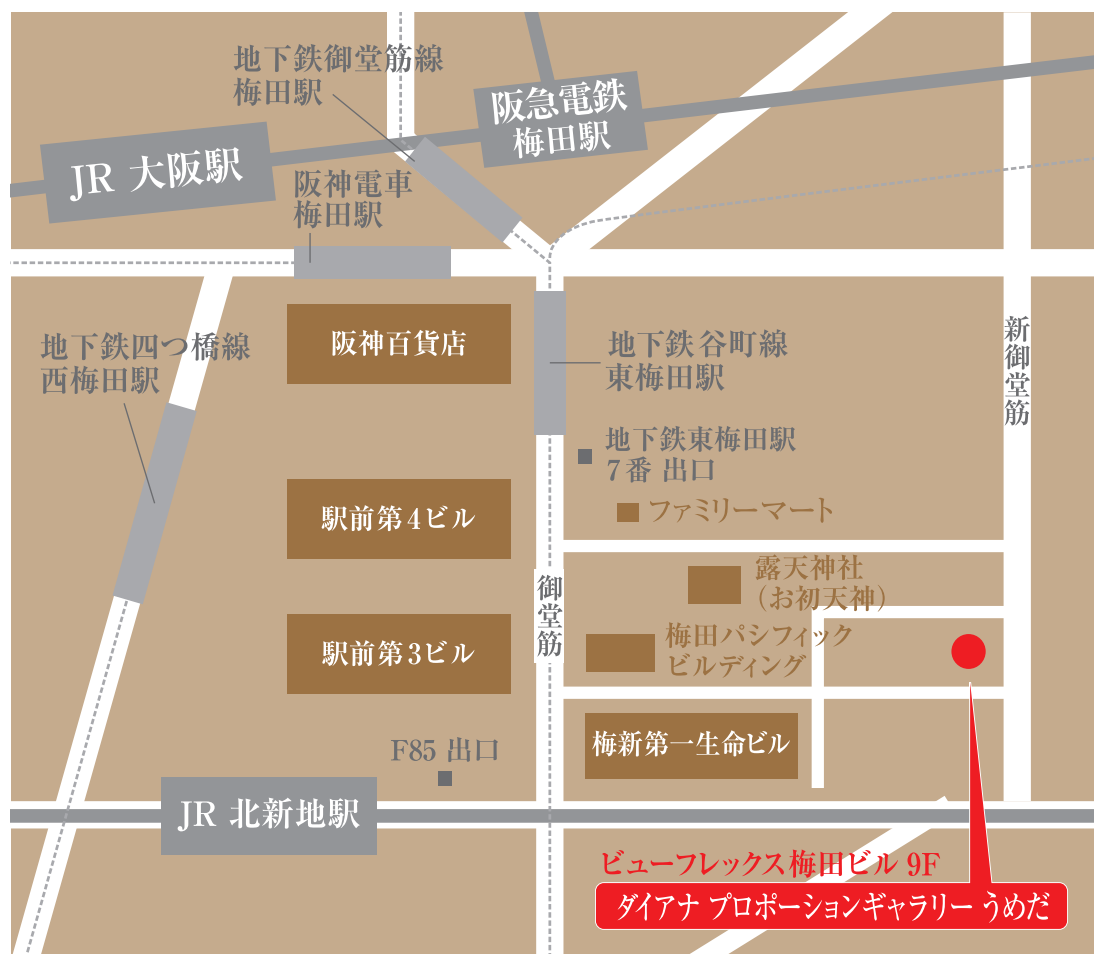 地下鉄御堂筋線
梅田駅
阪急電鉄
梅田駅
JR 大阪駅
阪神電車
梅田駅
阪神百貨店
地下鉄四つ橋線
西梅田駅
地下鉄谷町線
東梅田駅
新御堂筋
地下鉄東梅田駅
7番 出口
ファミリーマート
駅前第4ビル
露天神社
（お初天神）
御堂筋
梅田パシフィック
ビルディング
駅前第3ビル
梅新第一生命ビル
F85 出口
JR 北新地駅
ビューフレックス梅田ビル 9F
ダイアナ プロポーションギャラリー うめだ